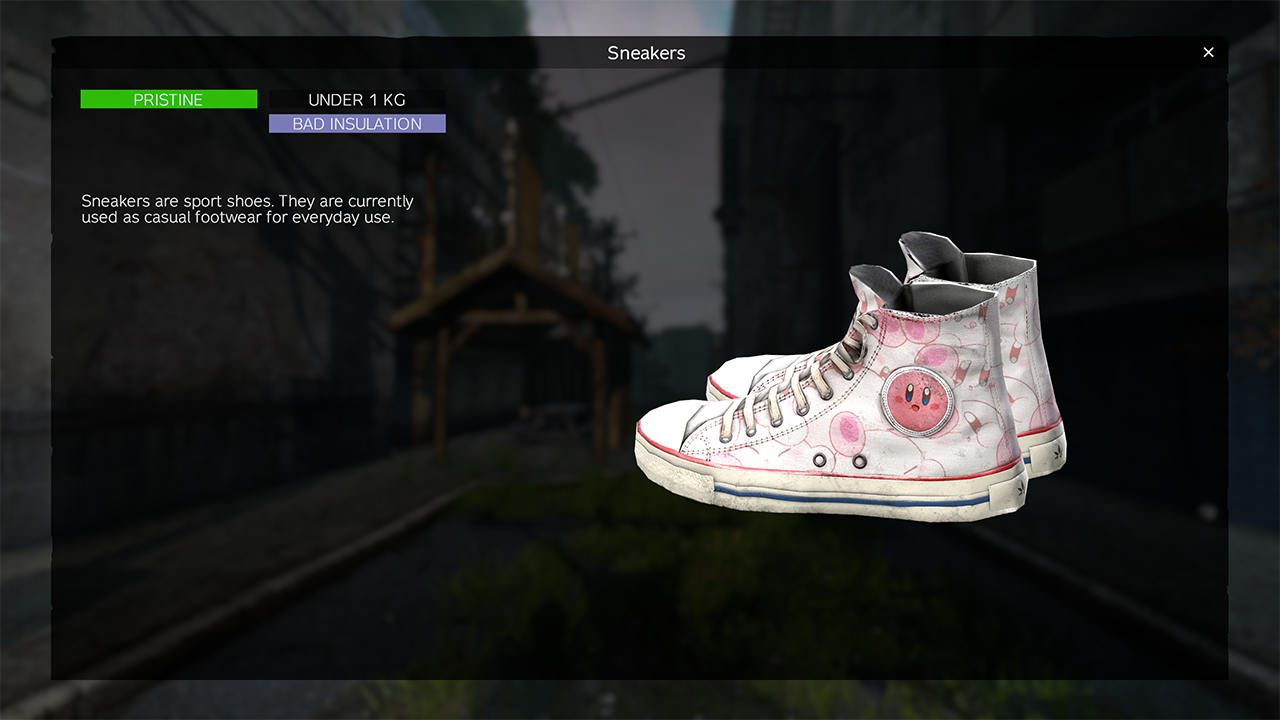 Sneakers
PRISTINE
UNDER 1 KG
BAD INSULATION
Sneakers are sport shoes. They are currently
used as casual footwear for everyday use.